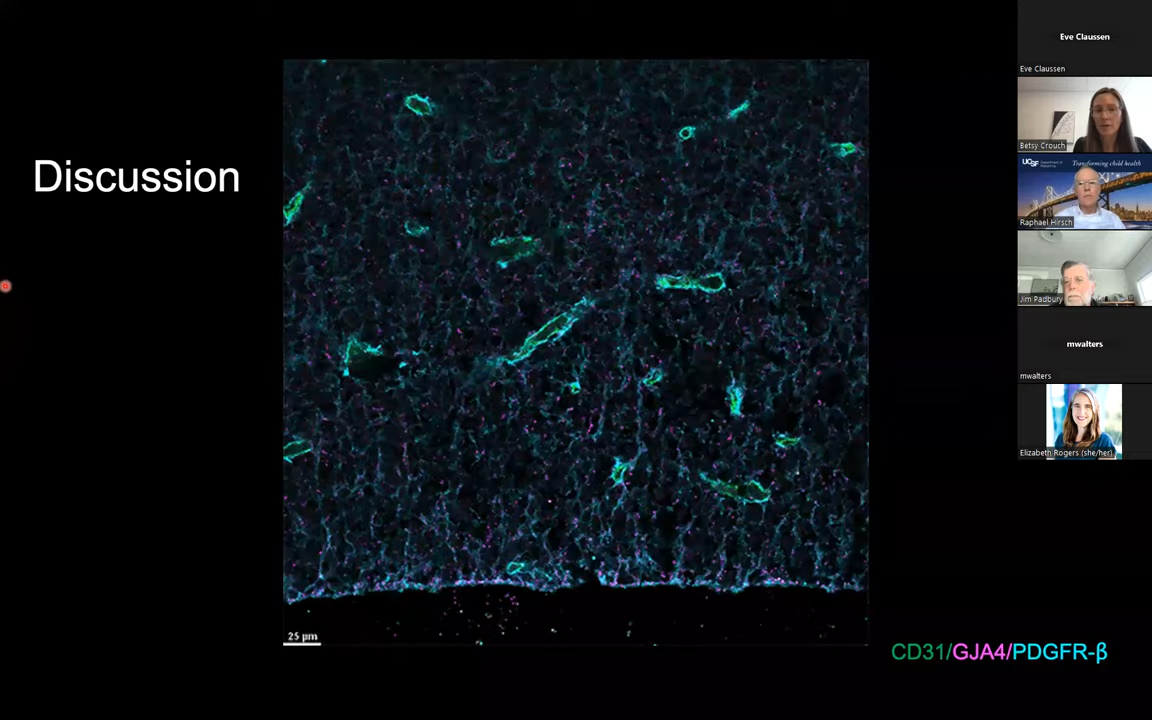 Discussion
25 μm
CD31/GJA4/PDGFR-β
Eve Claussen
Eve Claussen
Betsy Crouch
UCSF
Transforming child health
Raphael Hirsch
Jim Padbury
mwalters
mwalters
Elizabeth Rogers (she/her)